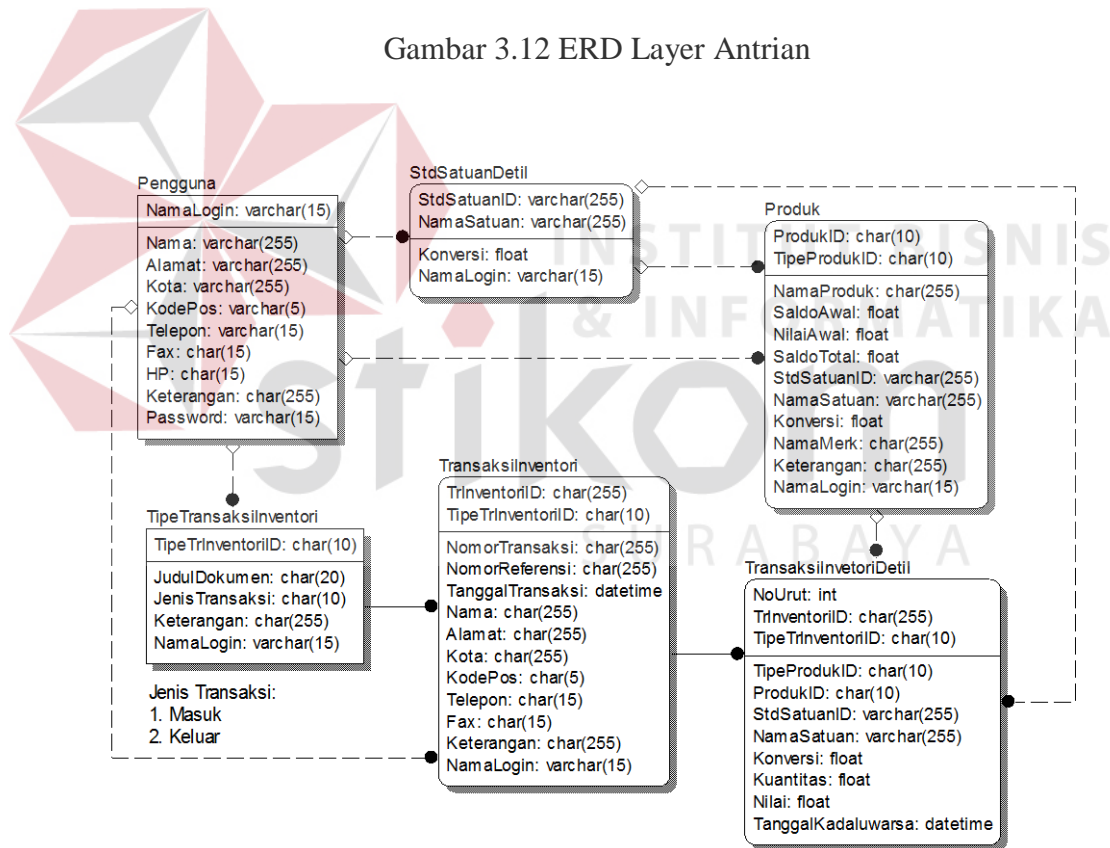 Gambar 3.12 ERD Layer Antrian
Pengguna
NamaLogin: varchar(15)
Nama: varchar(255)
Alamat: varchar(255)
Kota: varchar(255)
KodePos: varchar(5)
Telepon: varchar(15)
Fax: char(15)
HP: char(15)
Keterangan: char(255)
Password: varchar(15)
StdSatuanDetil
StdSatuanID: varchar(255)
NamaSatuan: varchar(255)
Konversi: float
NamaLogin: varchar(15)
Produk
ProdukID: char(10)
TipeProdukID: char(10)
NamaProduk: char(255)
SaldoAwal: float
NilaiAwal: float
SaldoTotal: float
StdSatuanID: varchar(255)
NamaSatuan: varchar(255)
Konversi: float
NamaMerk: char(255)
Keterangan: char(255)
NamaLogin: varchar(15)
TipeTransaksiInventori
TipeTrInventoriID: char(10)
JudulDokumen: char(20)
JenisTransaksi: char(10)
Keterangan: char(255)
NamaLogin: varchar(15)
Jenis Transaksi:
1. Masuk
2. Keluar
TransaksiInventori
TrInventoriID: char(255)
TipeTrInventoriID: char(10)
NomorTransaksi: char(255)
NomorReferensi: char(255)
TanggalTransaksi: datetime
Nama: char(255)
Alamat: char(255)
Kota: char(255)
KodePos: char(5)
Telepon: char(15)
Fax: char(15)
Keterangan: char(255)
NamaLogin: varchar(15)
TransaksiInvetoriDetil
NoUrut: int
TrInventoriID: char(255)
TipeTrInventoriID: char(10)
TipeProdukID: char(10)
ProdukID: char(10)
StdSatuanID: varchar(255)
NamaSatuan: varchar(255)
Konversi: float
Kuantitas: float
Nilai: float
TanggalKadaluwarsa: datetime
INSTITUT BISNIS
& INFORMATIKA
stikom
SURABAYA